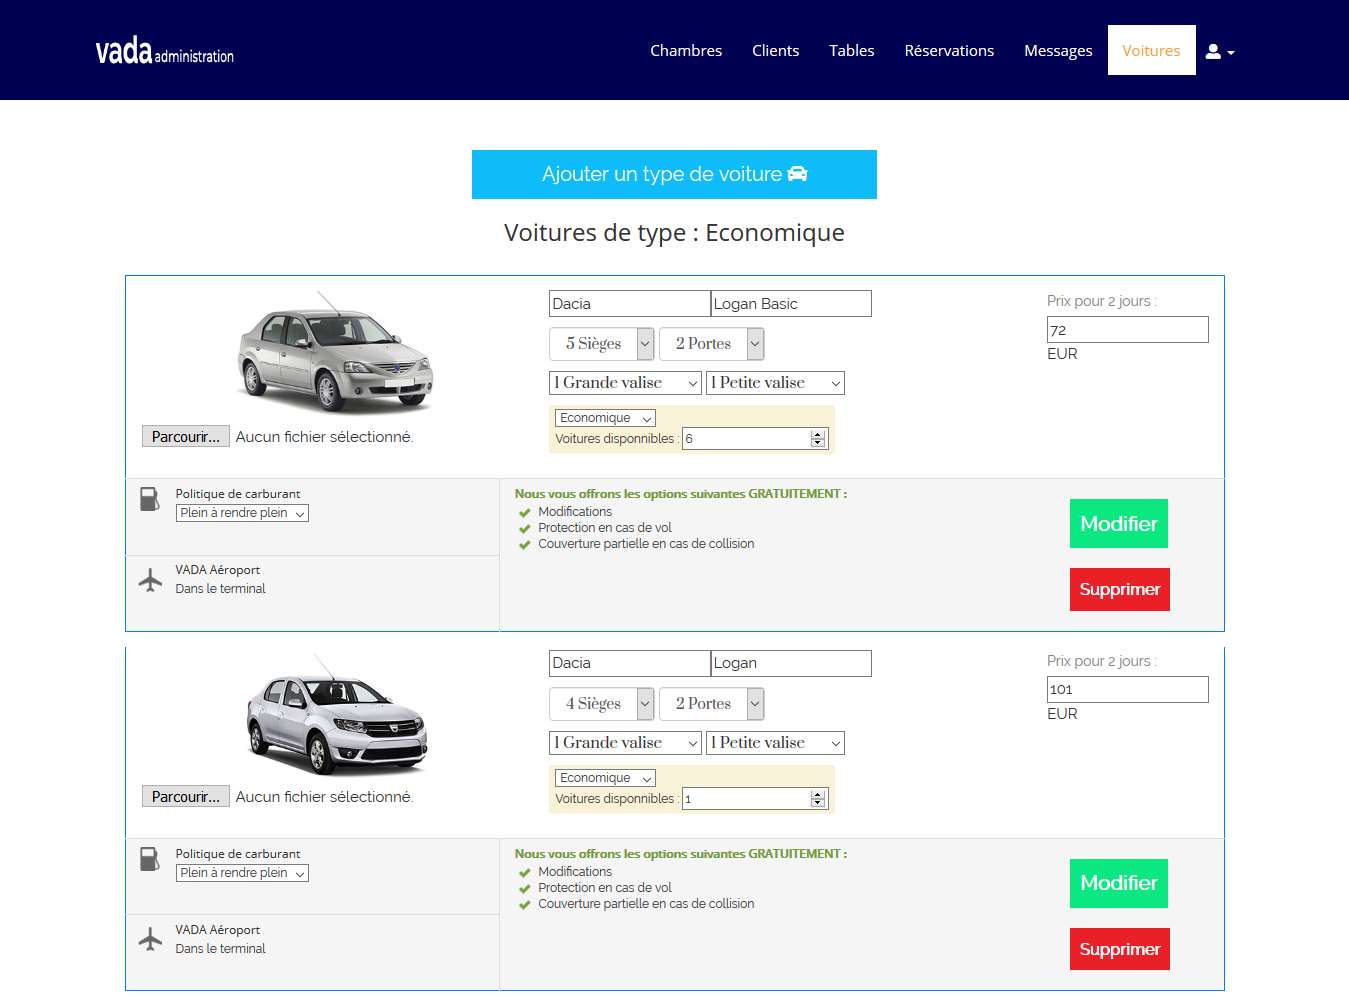 vada administration
Chambres Clients Tables Réservations Messages Voitures
Ajouter un type de voiture
Voitures de type : Economique
Dacia Logan Basic
Prix pour 2 jours :
5 Sièges 2 Portes
72
EUR
1 Grande valise 1 Petite valise
Economique
Parcourir... Aucun fichier sélectionné.
Voitures disponnibles : 6
Politique de carburant
Plein à rendre plein
VADA Aéroport
Dans le terminal
Nous vous offrons les options suivantes GRATUITEMENT :
Modifications
Protection en cas de vol
Couverture partielle en cas de collision
Modifier
Supprimer
Dacia Logan
Prix pour 2 jours :
4 Sièges 2 Portes
101
EUR
1 Grande valise 1 Petite valise
Economique
Parcourir... Aucun fichier sélectionné.
Voitures disponnibles : 1
Politique de carburant
Plein à rendre plein
VADA Aéroport
Dans le terminal
Nous vous offrons les options suivantes GRATUITEMENT :
Modifications
Protection en cas de vol
Couverture partielle en cas de collision
Modifier
Supprimer